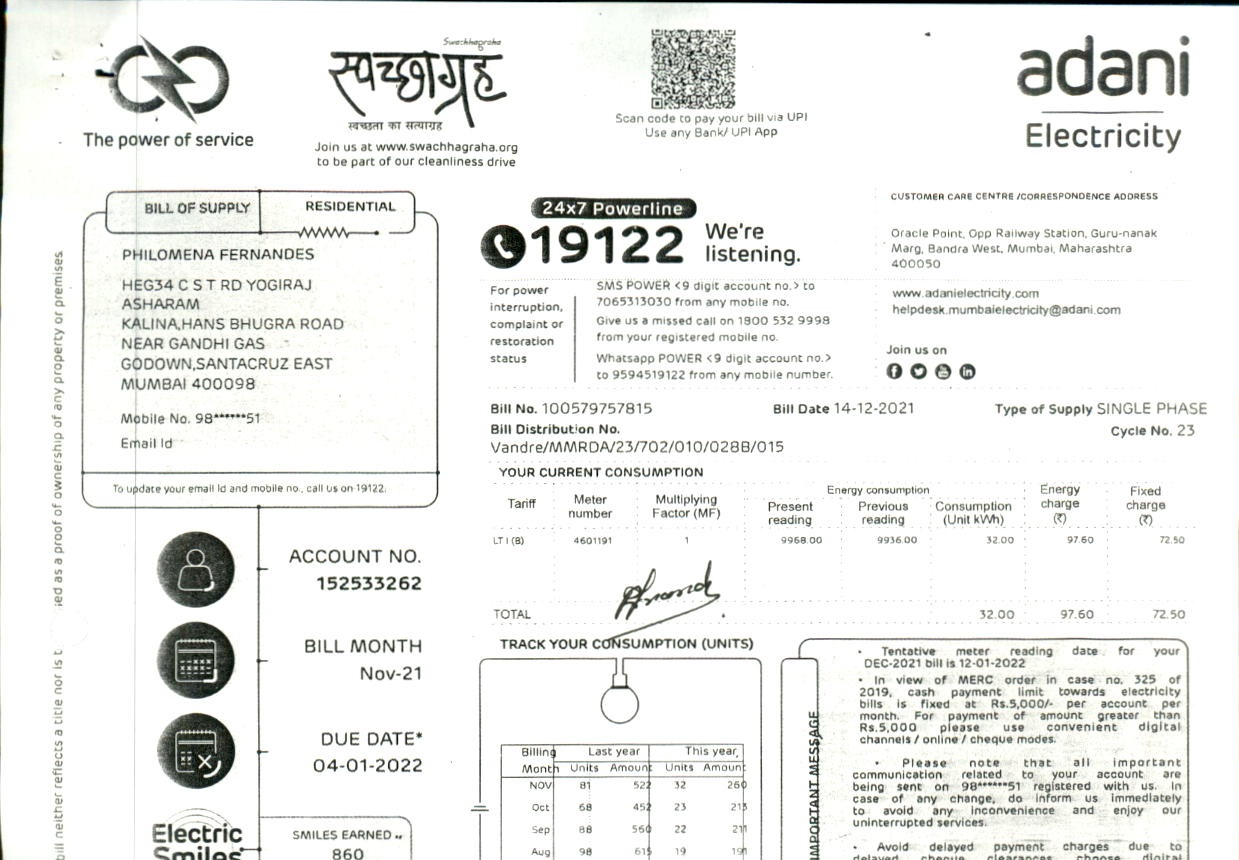 The power of service
Swachhagraha
स्वच्छाग्रह
स्वच्छता का सत्याग्रह
Join us at www.swachhagraha.org
to be part of our cleanliness drive
Scan code to pay your bill via UPI
Use any Bank/ UPI App
adani
Electricity
BILL OF SUPPLY
RESIDENTIAL
PHILOMENA FERNANDES
HEG34 C S T RD YOGIRAJ
ASHARAM
KALINA,HANS BHUGRA ROAD
NEAR GANDHI GAS
GODOWN,SANTACRUZ EAST
MUMBAI 400098
Mobile No. 98******51
Email Id
To update your email Id and mobile no., call us on 19122.
24x7 Powerline
19122 We're
listening.
For power
interruption,
complaint or
restoration
status
SMS POWER <9 digit account no.> to
7065313030 from any mobile no.
Give us a missed call on 1800 532 9998
from your registered mobile no.
Whatsapp POWER <9 digit account no.>
to 9594519122 from any mobile number.
CUSTOMER CARE CENTRE /CORRESPONDENCE ADDRESS
Oracle Point, Opp Railway Station, Guru-nanak
Marg, Bandra West, Mumbai, Maharashtra
400050
www.adanielectricity.com
helpdesk.mumbaielectricity@adani.com
Join us on
Bill No. 100579757815 Bill Date 14-12-2021 Type of Supply SINGLE PHASE
Bill Distribution No. Cycle No. 23
Vandre/MMRDA/23/702/010/028B/015
YOUR CURRENT CONSUMPTION
Tariff Meter number Multiplying Factor (MF) Energy consumption Present reading Previous reading Consumption (Unit kWh) Energy charge (₹) Fixed charge (₹)
LT I (B) 4601191 1 9968.00 9936.00 32.00 97.60 72.50
TOTAL 32.00 97.60 72.50
ACCOUNT NO.
152533262
BILL MONTH
Nov-21
DUE DATE*
04-01-2022
Electric
Smiles
SMILES EARNED
860
TRACK YOUR CONSUMPTION (UNITS)
Billing Month Last year This year
Units Amount Units Amount
NOV 81 522 32 260
Oct 68 452 23 213
Sep 88 560 22 211
Aug 98 615 19 191
IMPORTANT MESSAGE
• Tentative meter reading date for your
DEC-2021 bill is 12-01-2022
• In view of MERC order in case no. 325 of
2019, cash payment limit towards electricity
bills is fixed at Rs.5,000/- per account per
month. For payment of amount greater than
Rs.5,000 please use convenient digital
channels / online / cheque modes.
• Please note that all important
communication related to your account are
being sent on 98******51 registered with us. In
case of any change, do inform us immediately
to avoid any inconvenience and enjoy our
uninterrupted services.
• Avoid delayed payment charges due to
delayed cheque clearances choose digital
bill neither reflects a title nor is t
ied as a proof of ownership of any property or premises